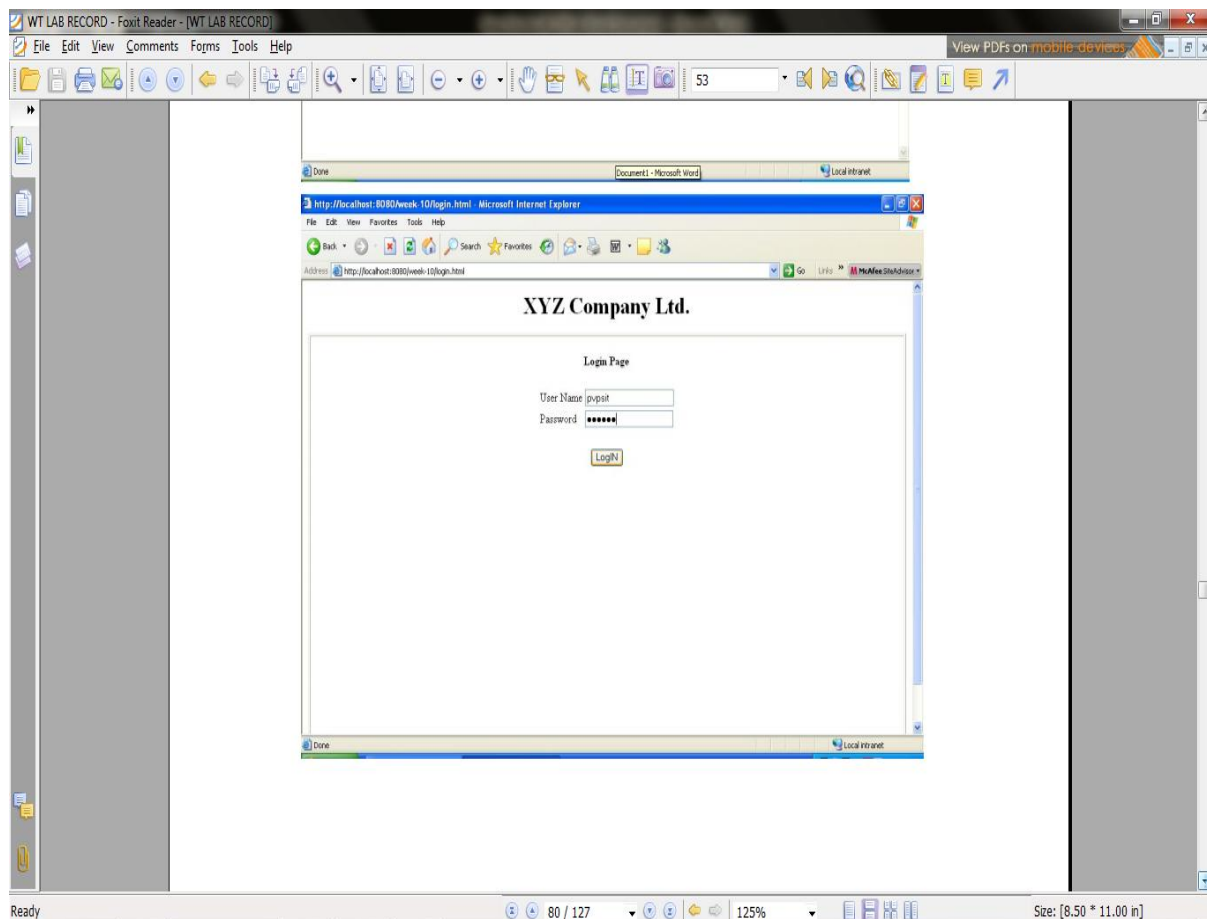 WT LAB RECORD - Foxit Reader - [WT LAB RECORD]
File Edit View Comments Forms Tools Help
View PDFs on mobile devices
53
Done
Document1 - Microsoft Word
Local intranet
http://localhost:8080/week-10/login.html - Microsoft Internet Explorer
File Edit View Favorites Tools Help
Back Search Favorites
Address http://localhost:8080/week-10/login.html Go Links » McAfee SiteAdvisor
XYZ Company Ltd.
Login Page
User Name pvpsit
Password ••••••
LogIN
Done Local intranet
Ready 80 / 127 125% Size: [8.50 * 11.00 in]